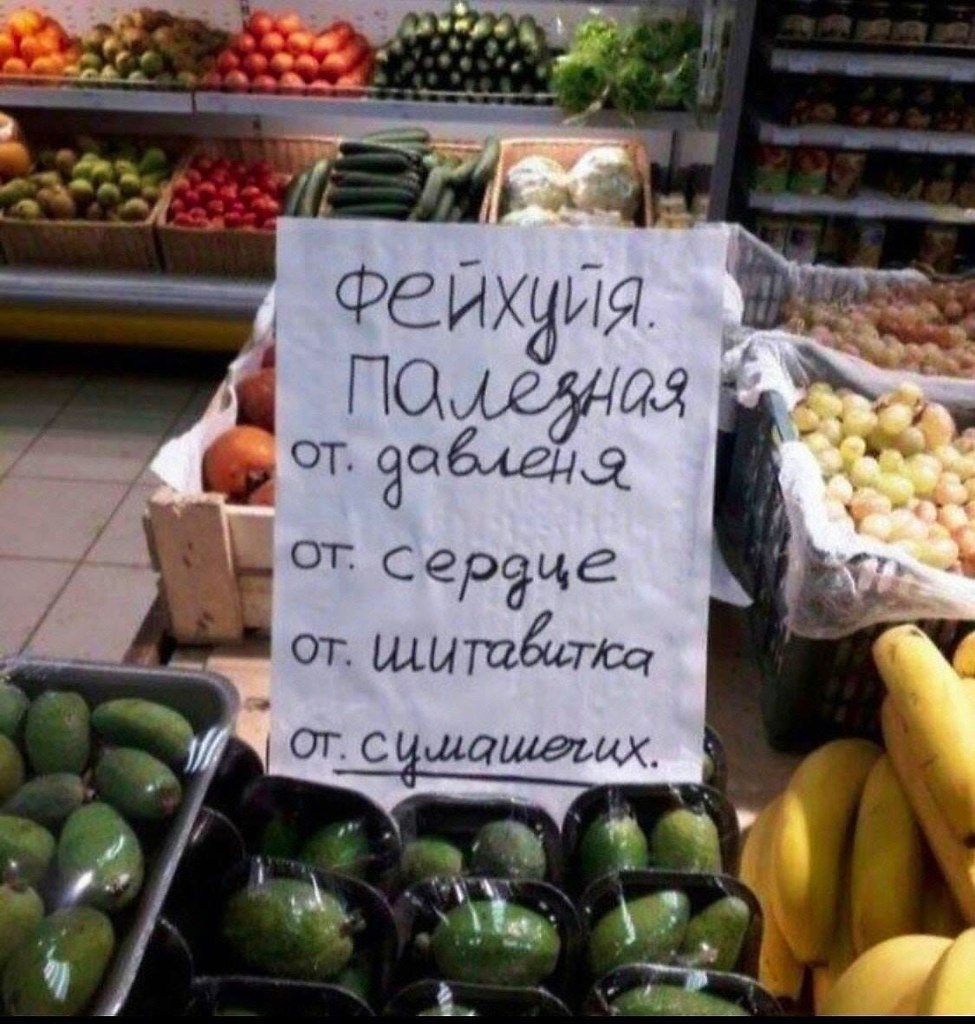 Фейхуйя.
Палезная
от. давленя
от. сердце
от. шитавитка
от. сумашечих.